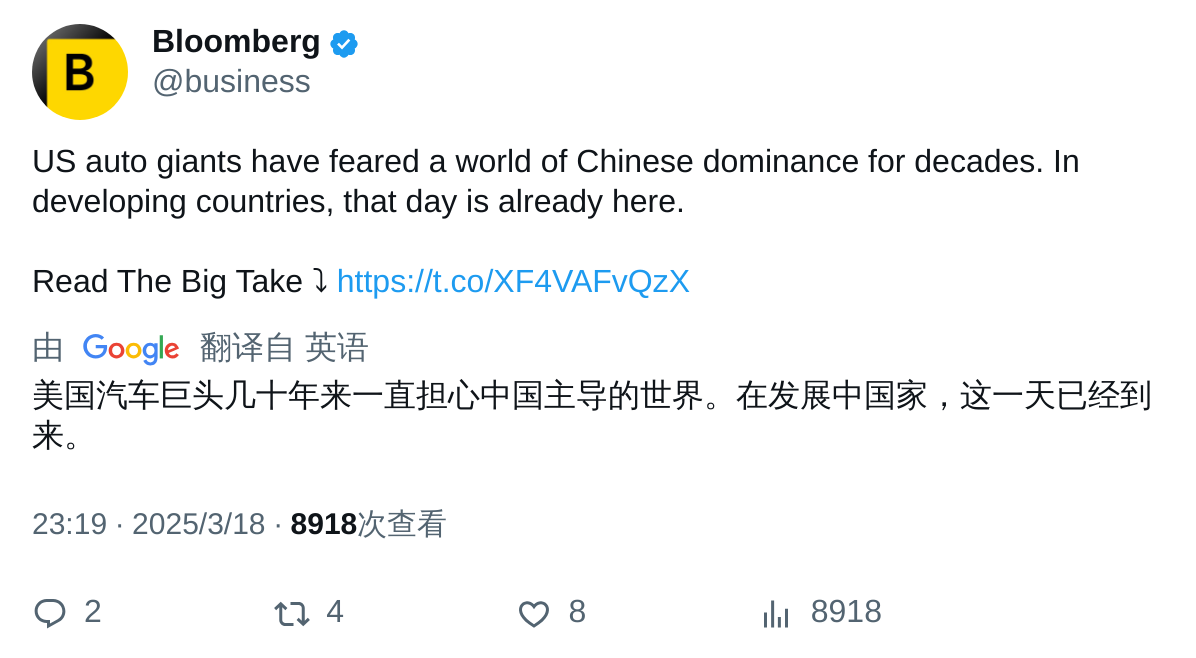 B
Bloomberg
@business
US auto giants have feared a world of Chinese dominance for decades. In
developing countries, that day is already here.
Read The Big Take ⤵ https://t.co/XF4VAFvQzX
由 Google 翻译自 英语
美国汽车巨头几十年来一直担心中国主导的世界。在发展中国家，这一天已经到
来。
23:19 · 2025/3/18 · 8918次查看
2 4 8 8918